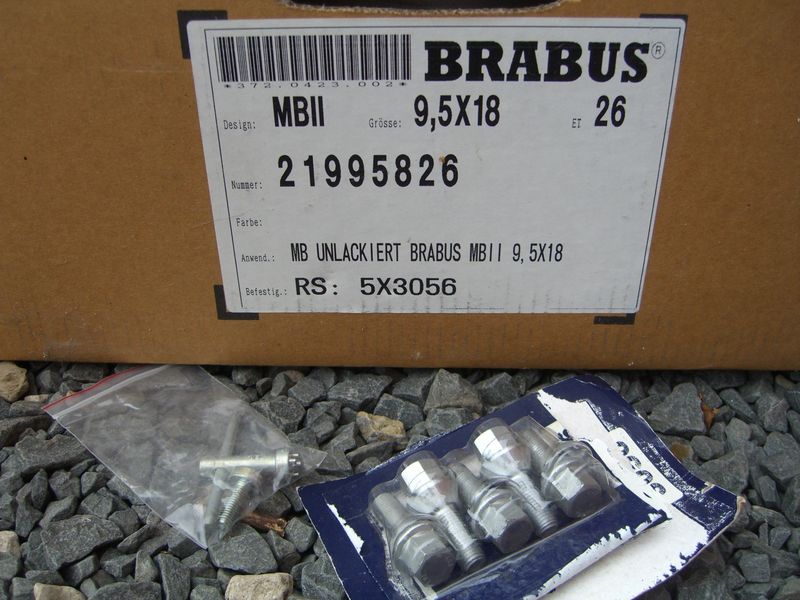 BRABUS®
*372.0423.002*
Design: MBII Grösse: 9,5X18 ET 26
Nummer: 21995826
Farbe:
Anwend.: MB UNLACKIERT BRABUS MBII 9,5X18
Befestig.: RS: 5X3056